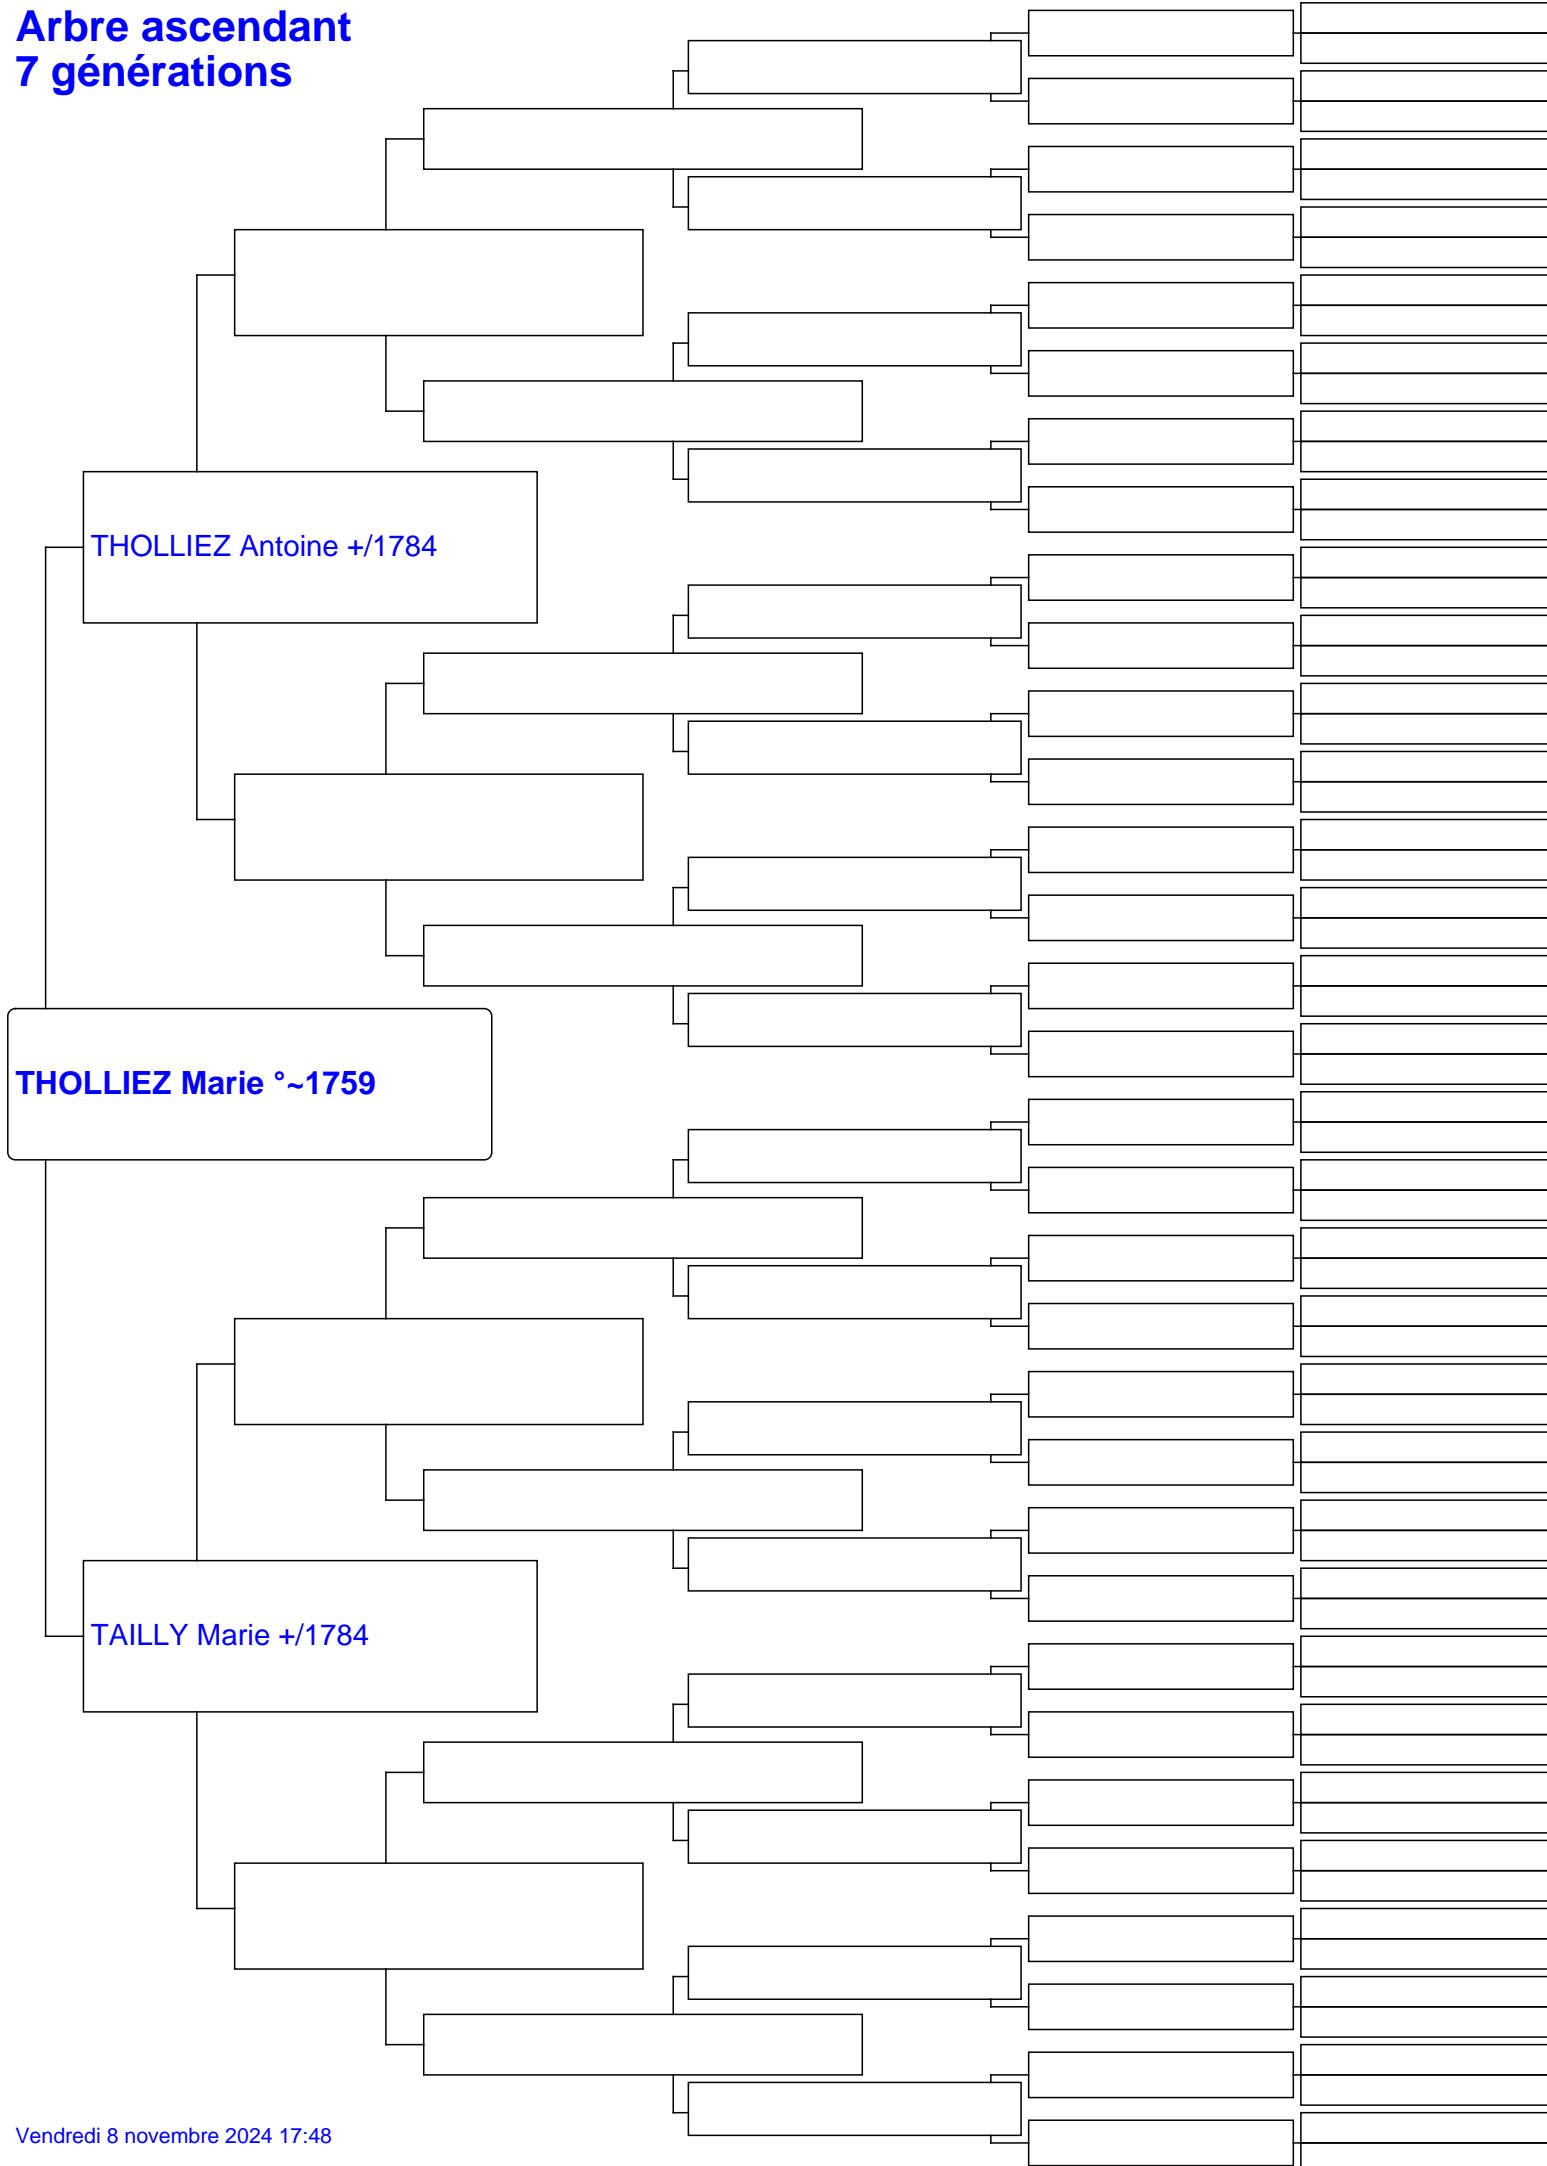 Arbre ascendant
7 générations
THOLLIEZ Antoine +/1784
THOLLIEZ Marie °~1759
TAILLY Marie +/1784
Vendredi 8 novembre 2024 17:48